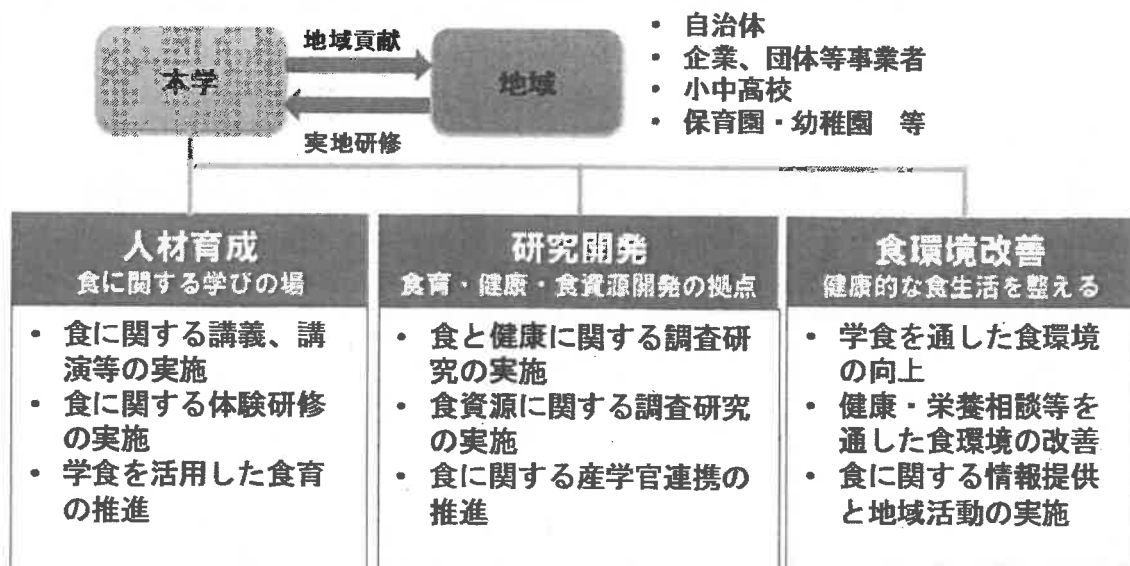 地域貢献
本学
地域
実地研修
・ 自治体
・ 企業、団体等事業者
・ 小中高校
・ 保育園・幼稚園　等
人材育成
食に関する学びの場
・ 食に関する講義、講
演等の実施
・ 食に関する体験研修
の実施
・ 学食を活用した食育
の推進
研究開発
食育・健康・食資源開発の拠点
・ 食と健康に関する調査研
究の実施
・ 食資源に関する調査研究
の実施
・ 食に関する産学官連携の
推進
食環境改善
健康的な食生活を整える
・ 学食を通した食環境
の向上
・ 健康・栄養相談等を
通した食環境の改善
・ 食に関する情報提供
と地域活動の実施